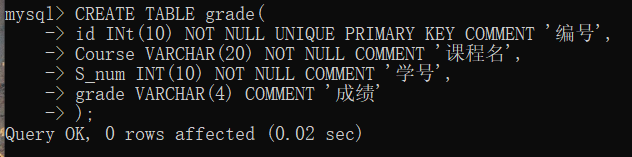 mysql> CREATE TABLE grade(
    -> id INt(10) NOT NULL UNIQUE PRIMARY KEY COMMENT '编号',
    -> Course VARCHAR(20) NOT NULL COMMENT '课程名',
    -> S_num INT(10) NOT NULL COMMENT '学号',
    -> grade VARCHAR(4) COMMENT '成绩'
    -> );
Query OK, 0 rows affected (0.02 sec)